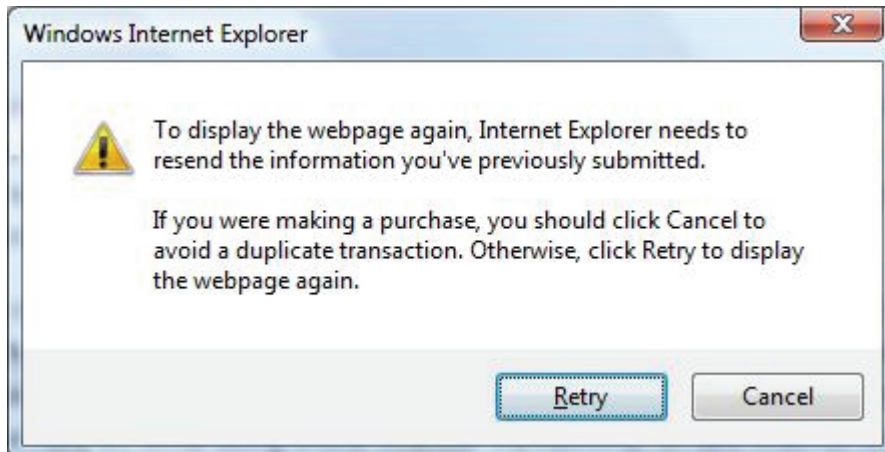 Windows Internet Explorer
To display the webpage again, Internet Explorer needs to
resend the information you've previously submitted.
If you were making a purchase, you should click Cancel to
avoid a duplicate transaction. Otherwise, click Retry to display
the webpage again.
Retry
Cancel